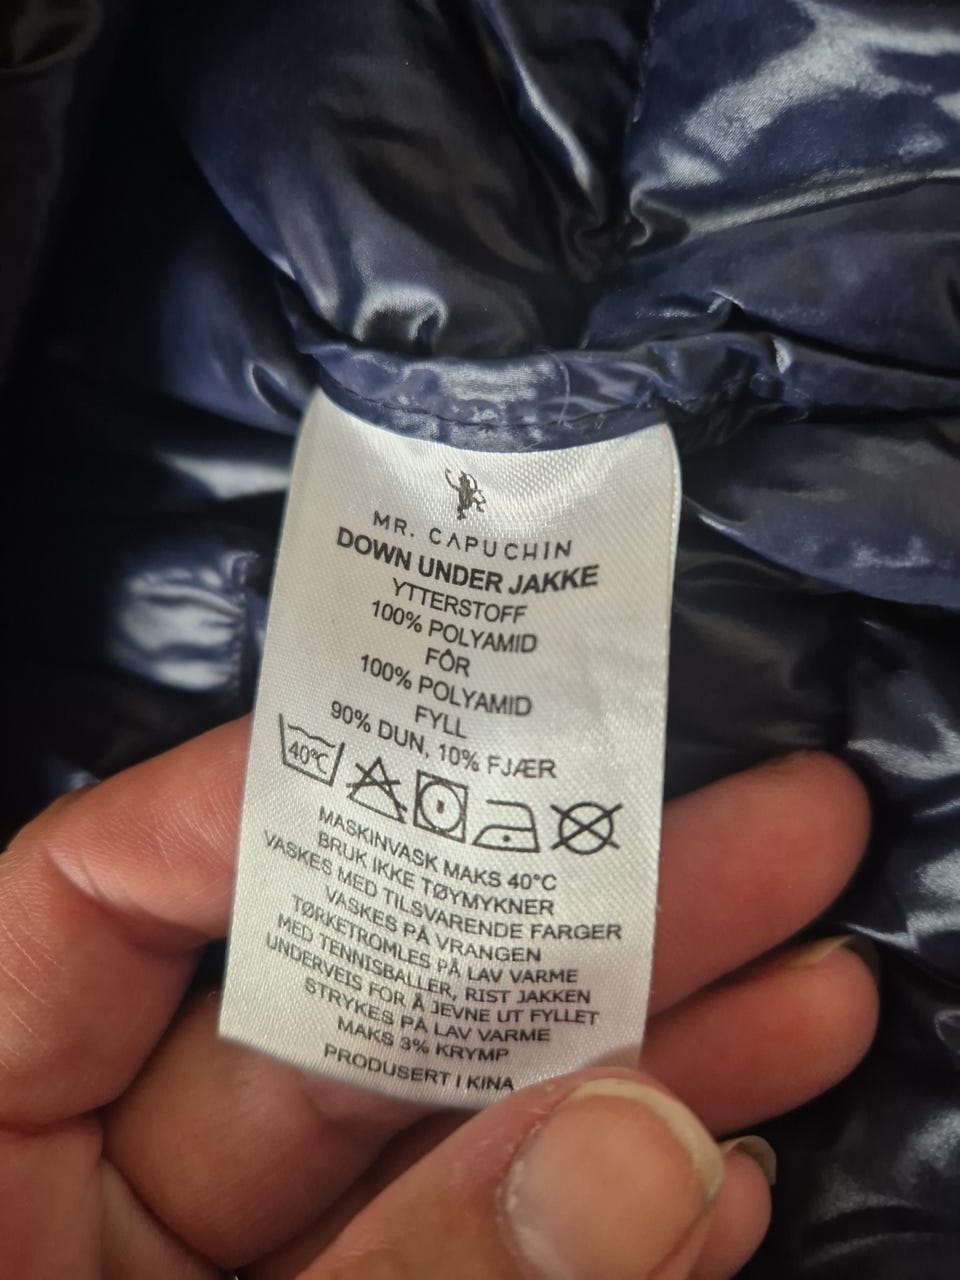 MR. CAPUCHIN
DOWN UNDER JAKKE
YTTERSTOFF
100% POLYAMID
FÔR
100% POLYAMID
FYLL
90% DUN, 10% FJÆR
40°C
MASKINVASK MAKS 40°C
BRUK IKKE TØYMYKNER
VASKES MED TILSVARENDE FARGER
VASKES PÅ VRANGEN
TØRKETROMLES PÅ LAV VARME
MED TENNISBALLER, RIST JAKKEN
UNDERVEIS FOR Å JEVNE UT FYLLET
STRYKES PÅ LAV VARME
MAKS 3% KRYMP
PRODUSERT I KINA